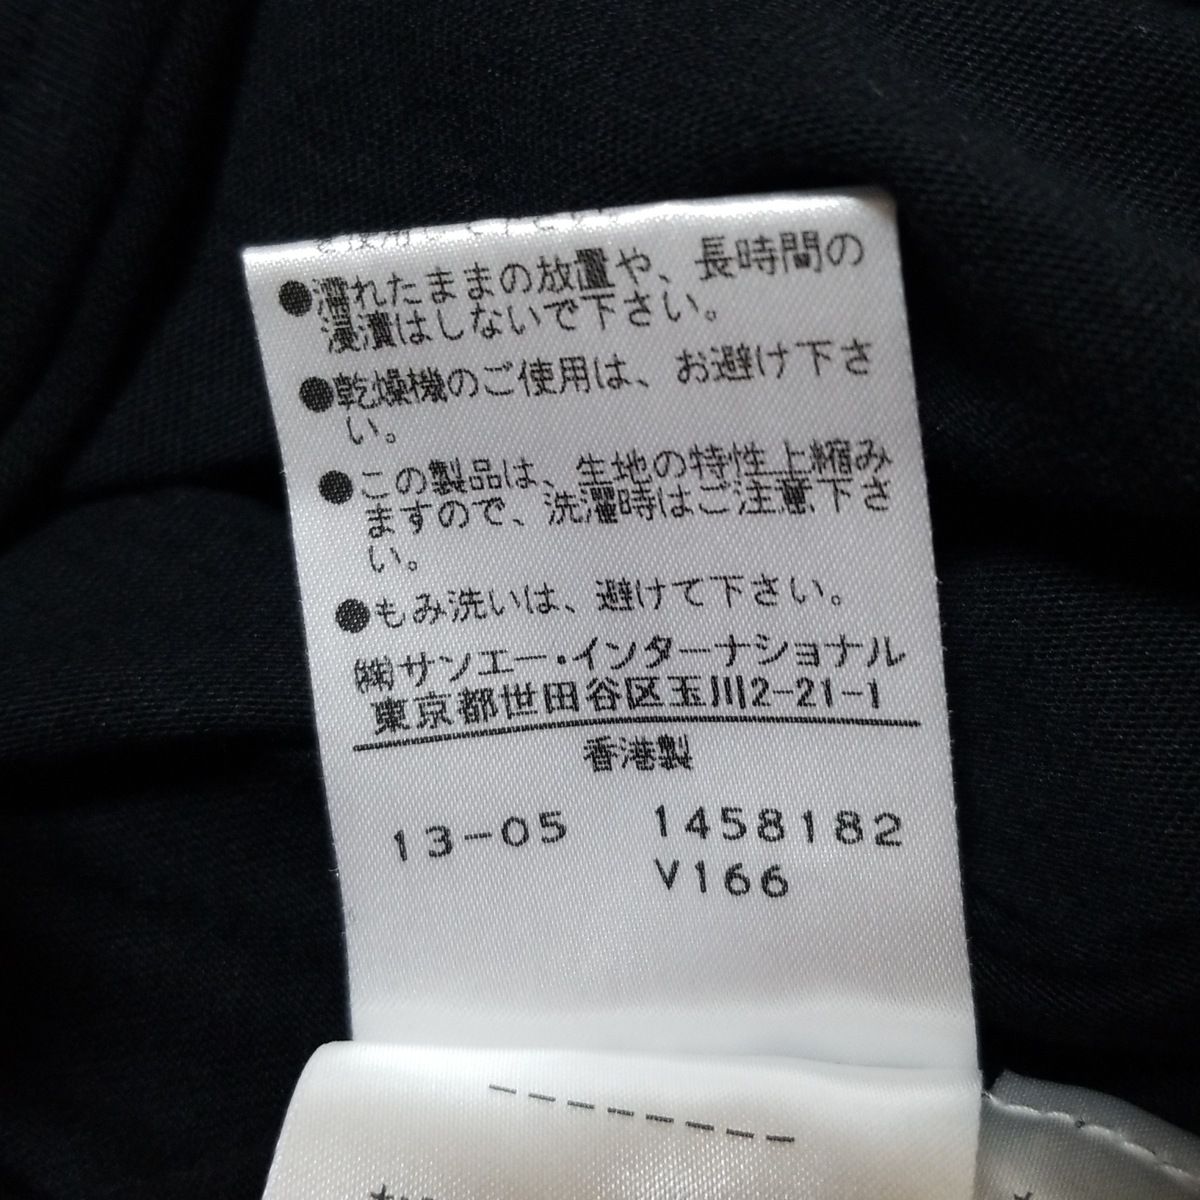 ●濡れたままの放置や、長時間の
浸漬はしないで下さい。
●乾燥機のご使用は、お避け下さ
い。
●この製品は、生地の特性上縮み
ますので、洗濯時はご注意下さ
い。
●もみ洗いは、避けて下さい。
㈱サンエー・インターナショナル
東京都世田谷区玉川2-21-1
香港製
13-05 1458182
V166
--------